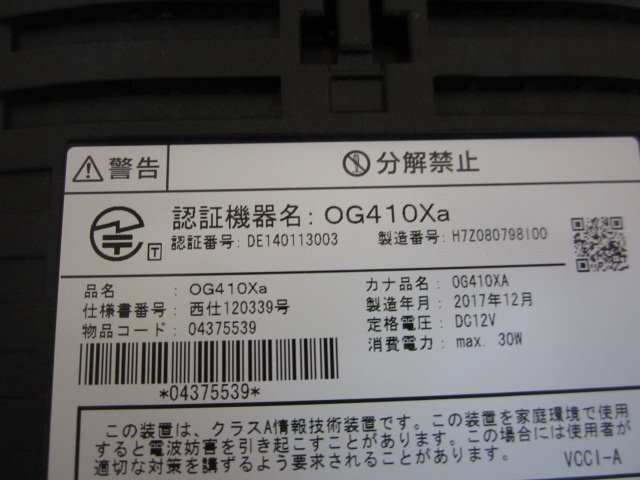 警告
分解禁止
認証機器名: OG410Xa
認証番号: DE140113003 製造番号: H7Z080798100
T
品名 : OG410Xa カナ品名 : OG410XA
仕様書番号: 西仕120339号 製造年月 : 2017年12月
物品コード : 04375539 定格電圧 : DC12V
消費電力 : max. 30W
*04375539*
この装置は、クラスA情報技術装置です。この装置を家庭環境で使用
すると電波妨害を引き起こすことがあります。この場合には使用者が
適切な対策を講ずるよう要求されることがあります。 VCCI-A